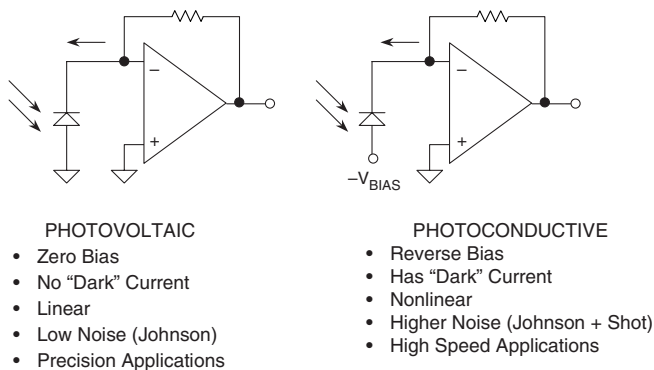 −
+
−
+
−V_BIAS
PHOTOVOLTAIC
• Zero Bias
• No “Dark” Current
• Linear
• Low Noise (Johnson)
• Precision Applications
PHOTOCONDUCTIVE
• Reverse Bias
• Has “Dark” Current
• Nonlinear
• Higher Noise (Johnson + Shot)
• High Speed Applications